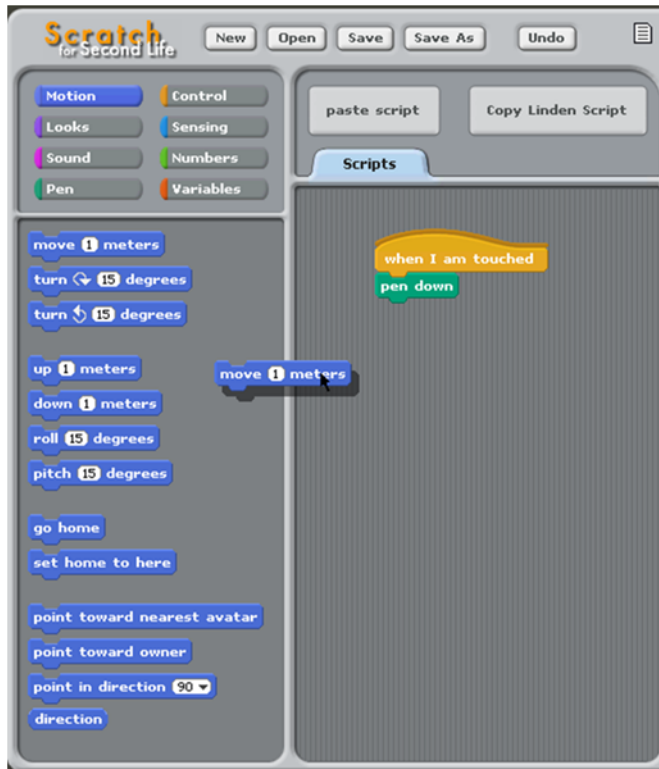 Scratch
for Second Life
New Open Save Save As Undo
Motion Control
Looks Sensing
Sound Numbers
Pen Variables
paste script Copy Linden Script
Scripts
move 1 meters
turn 15 degrees
turn 15 degrees
up 1 meters
down 1 meters
roll 15 degrees
pitch 15 degrees
go home
set home to here
point toward nearest avatar
point toward owner
point in direction 90
direction
move 1 meters
when I am touched
pen down